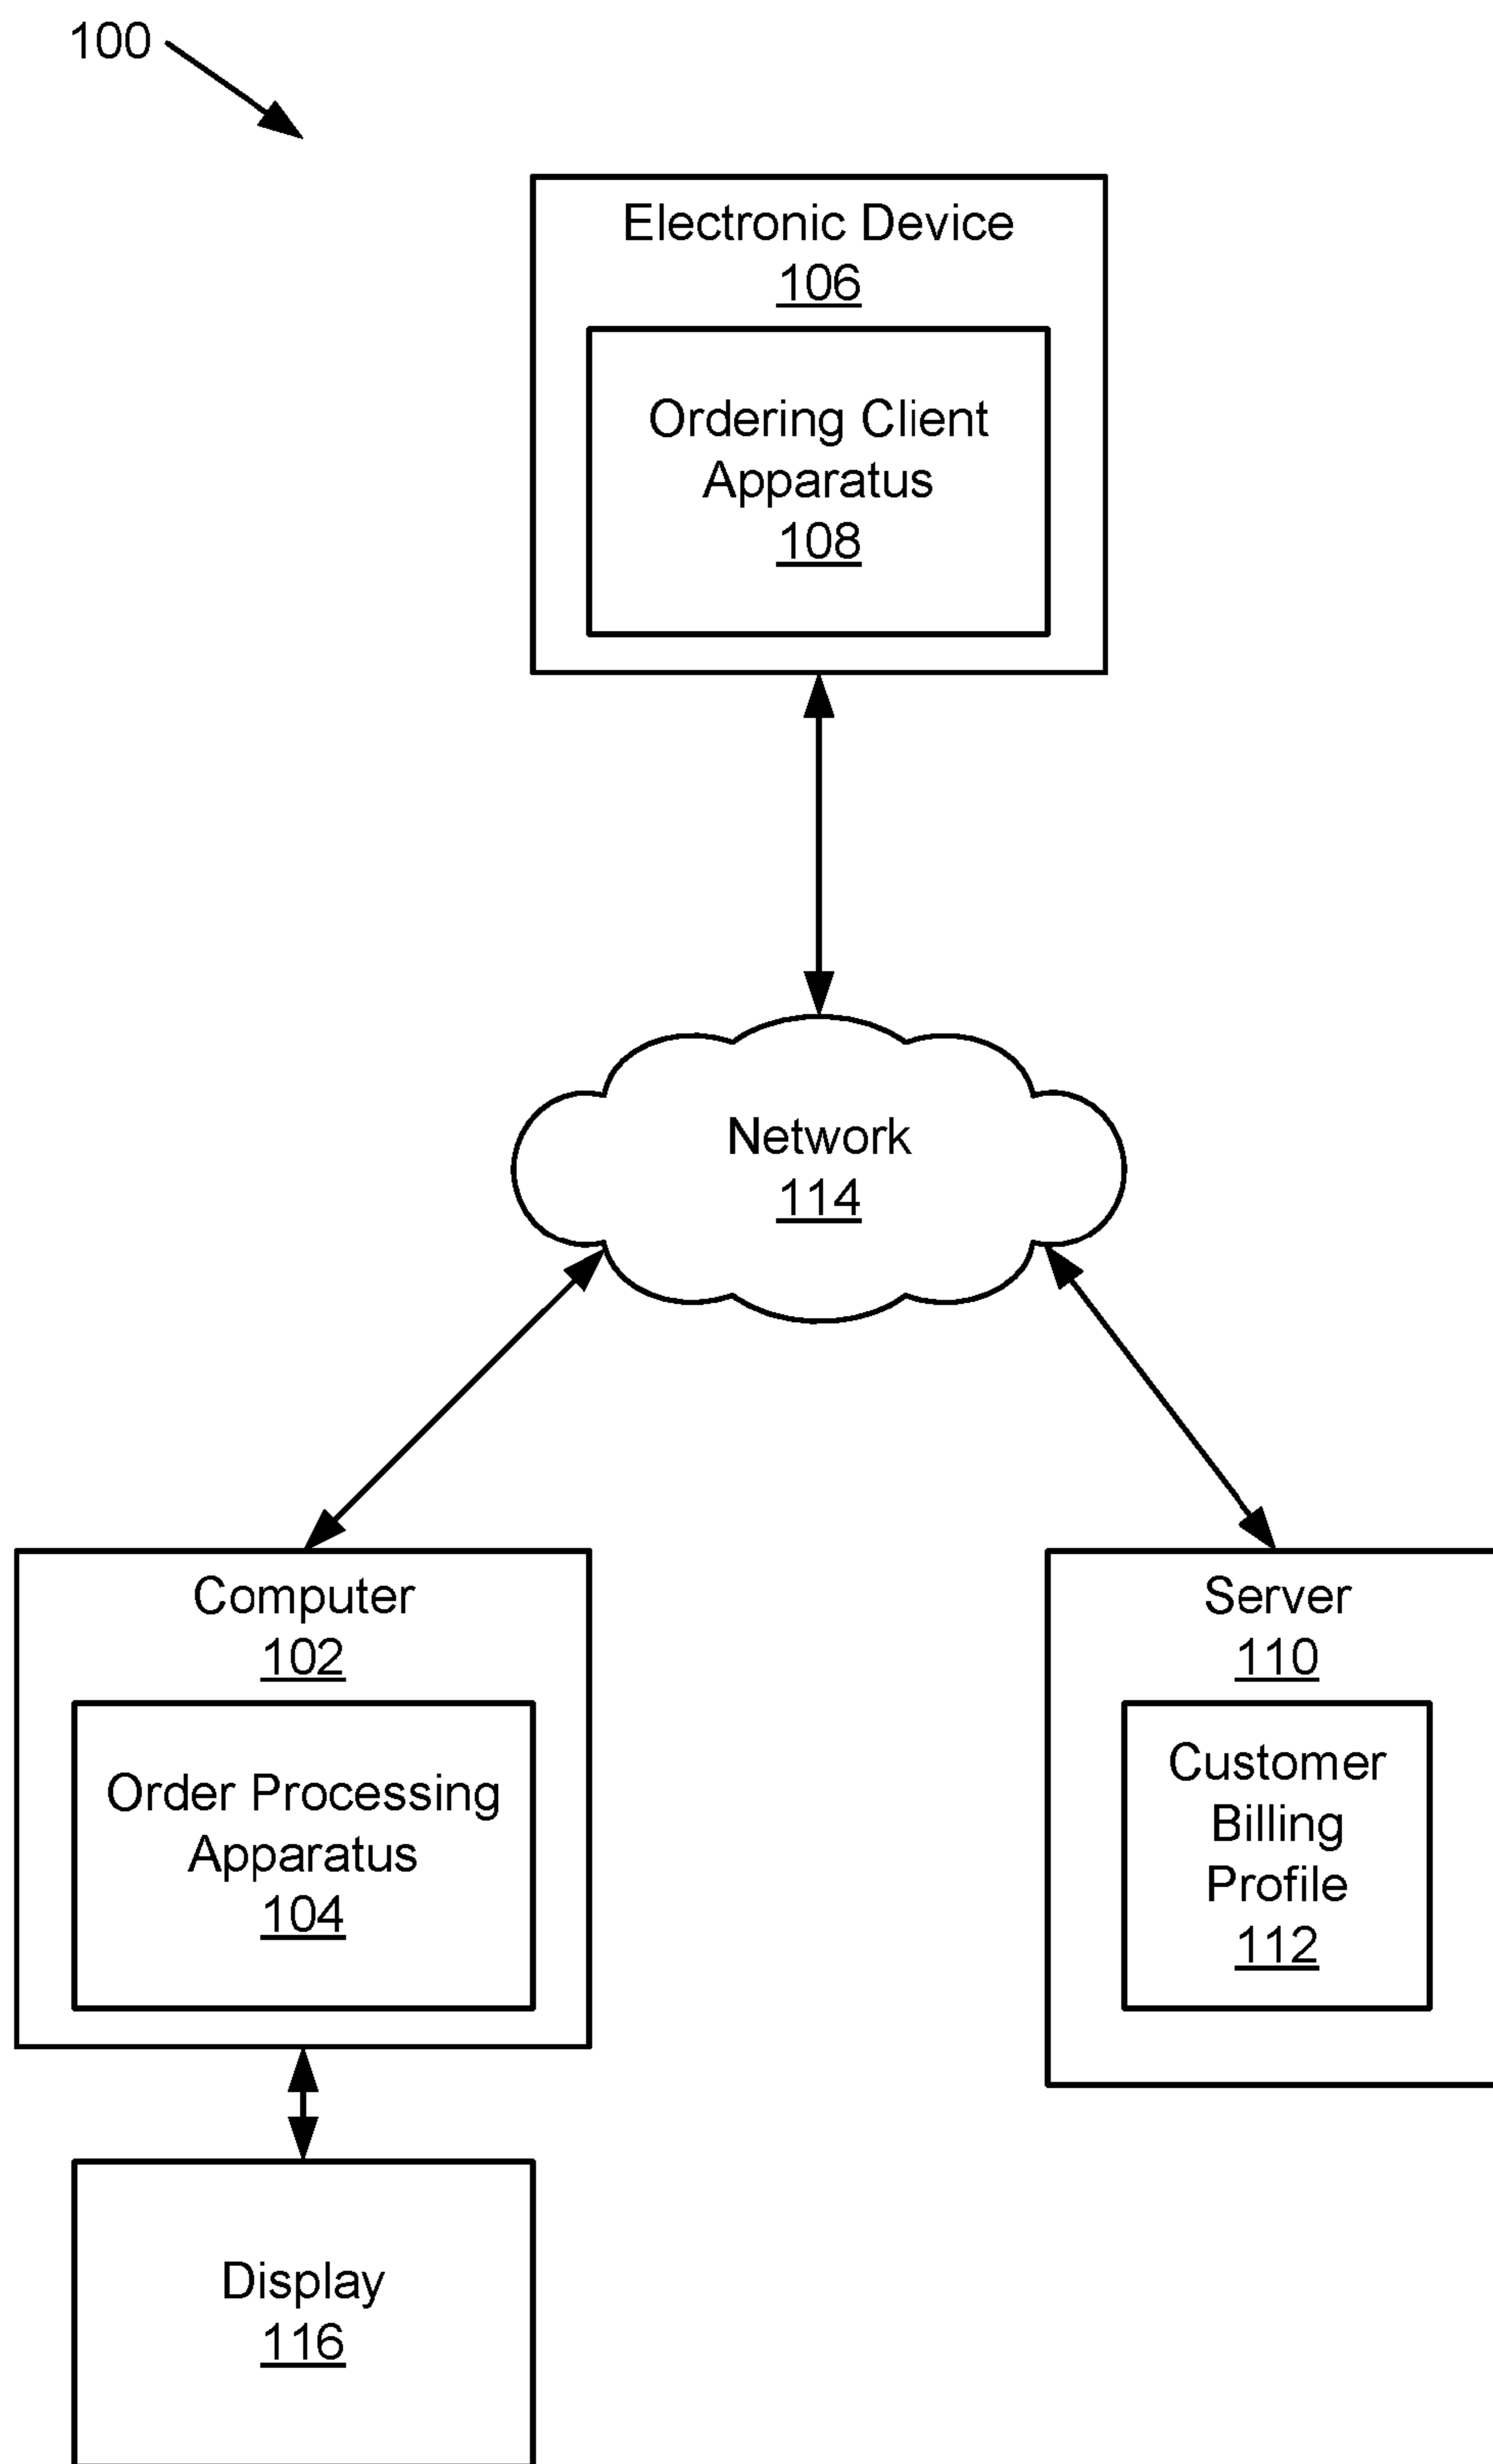 100
Electronic Device
106
Ordering Client
Apparatus
108
Network
114
Computer
102
Order Processing
Apparatus
104
Server
110
Customer
Billing
Profile
112
Display
116